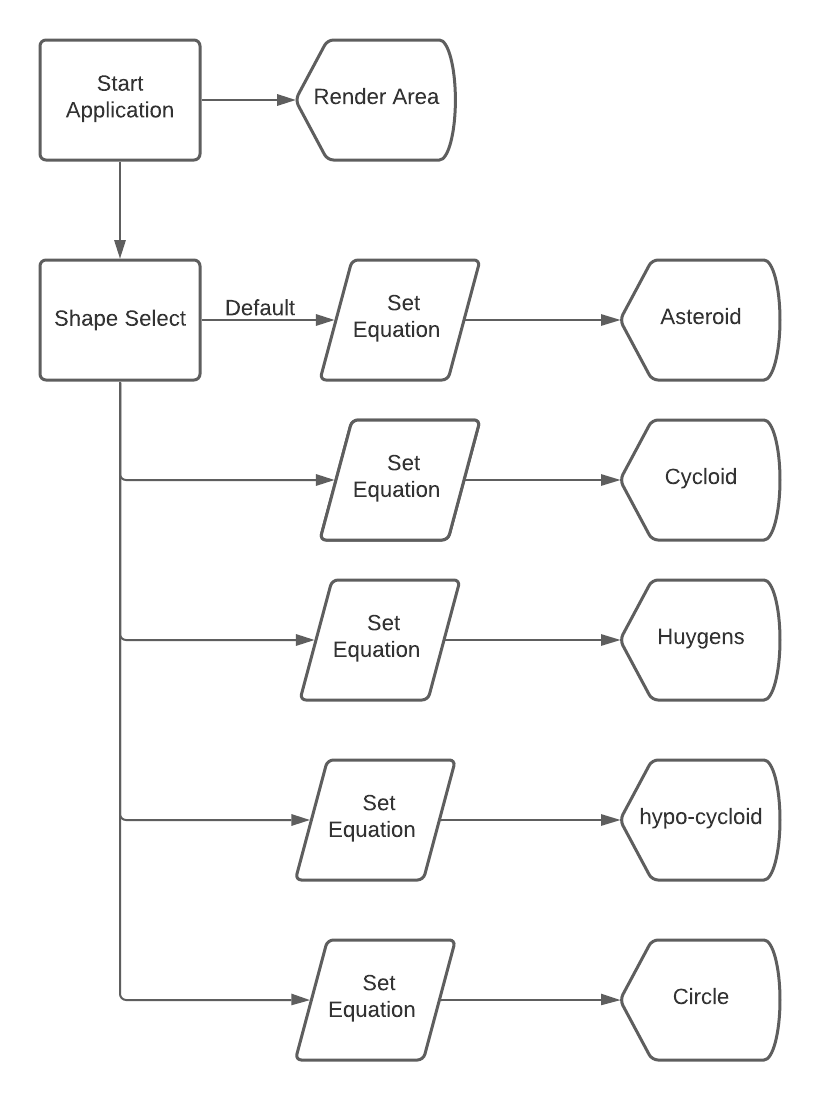 Start
Application
Render Area
Shape Select
Default
Set
Equation
Asteroid
Set
Equation
Cycloid
Set
Equation
Huygens
Set
Equation
hypo-cycloid
Set
Equation
Circle